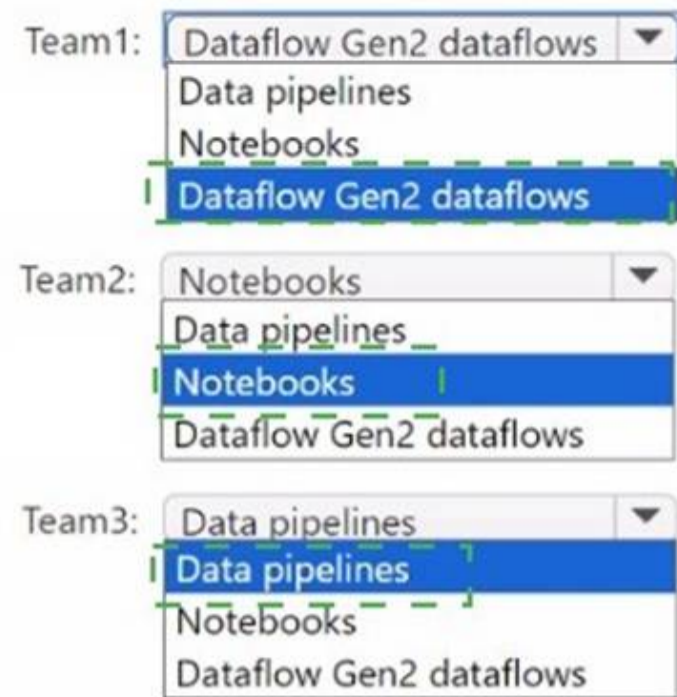 Team1: Dataflow Gen2 dataflows
Data pipelines
Notebooks
Dataflow Gen2 dataflows
Team2: Notebooks
Data pipelines
Notebooks
Dataflow Gen2 dataflows
Team3: Data pipelines
Data pipelines
Notebooks
Dataflow Gen2 dataflows